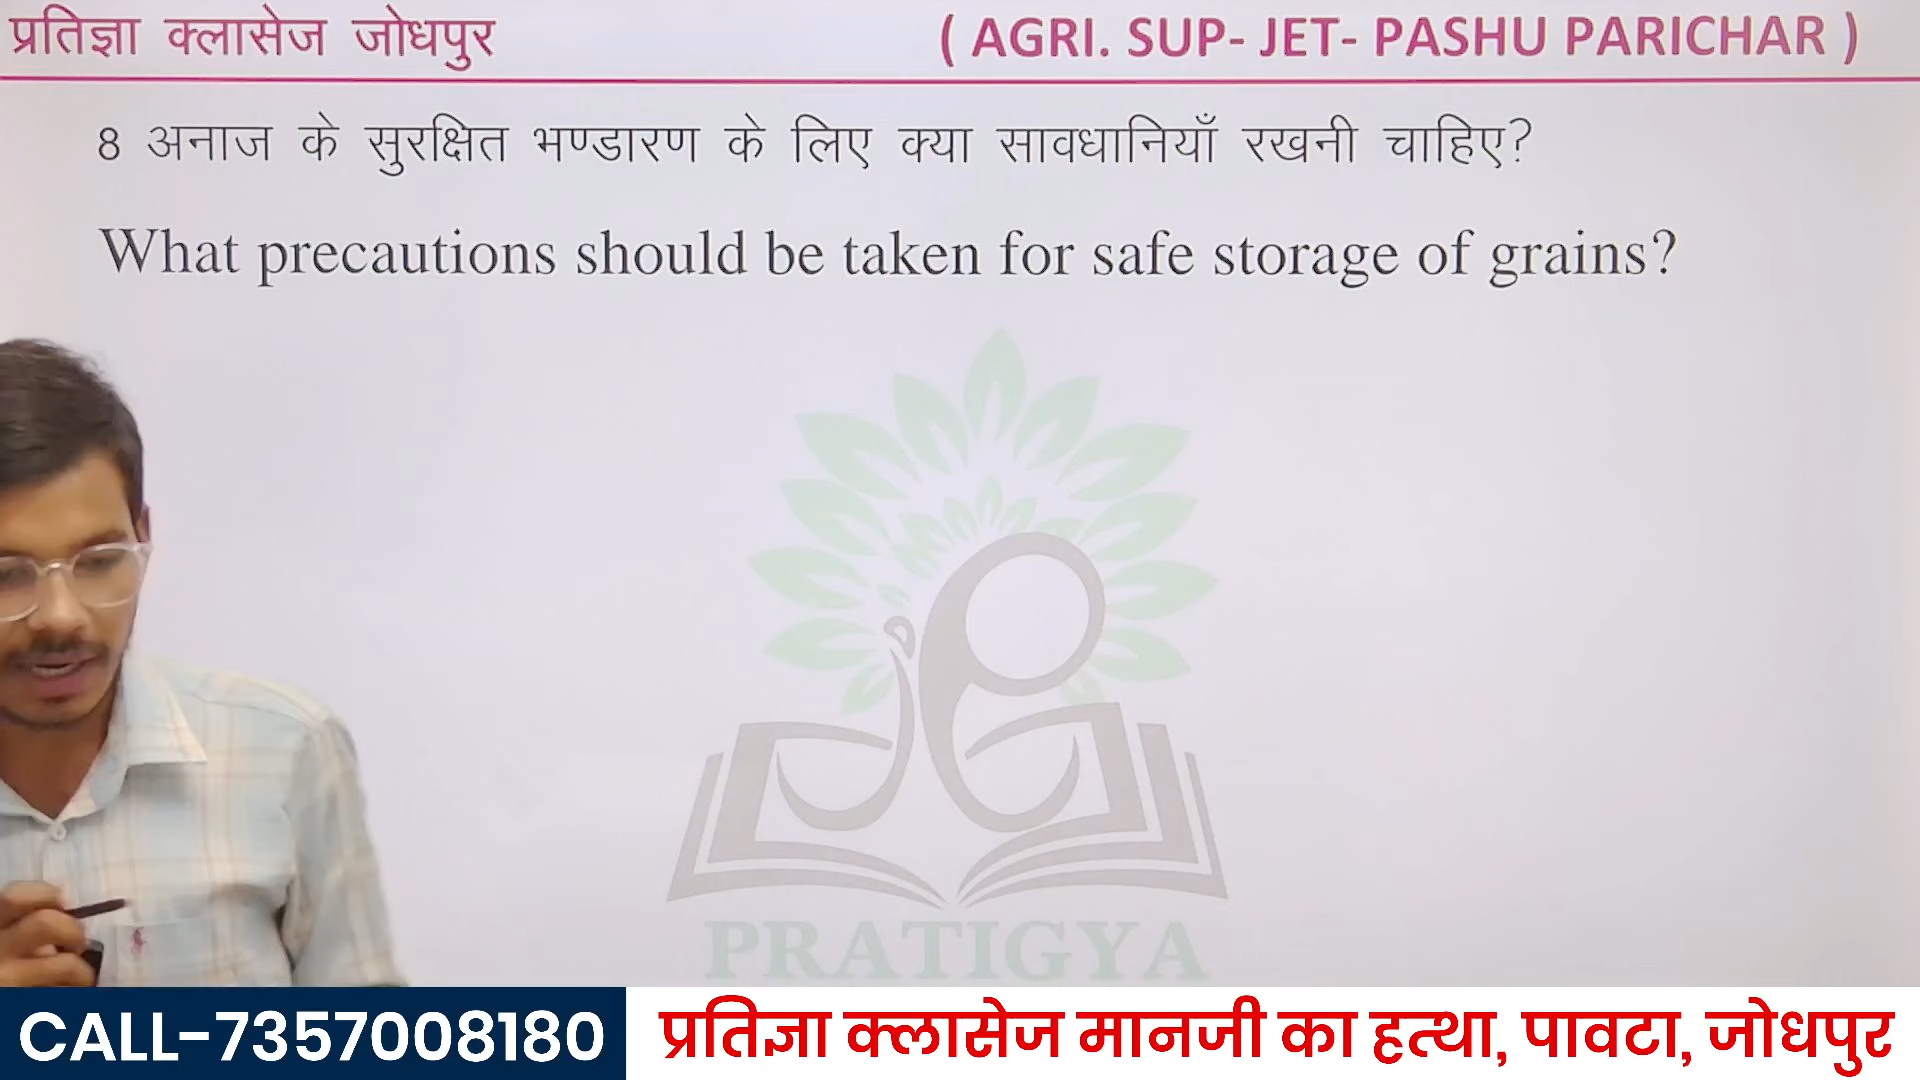 प्रतिज्ञा क्लासेज जोधपुर
( AGRI. SUP- JET- PASHU PARICHAR )
8 अनाज के सुरक्षित भण्डारण के लिए क्या सावधानियाँ रखनी चाहिए?
What precautions should be taken for safe storage of grains?
PRATIGYA
CALL-7357008180
प्रतिज्ञा क्लासेज मानजी का हत्था, पावटा, जोधपुर